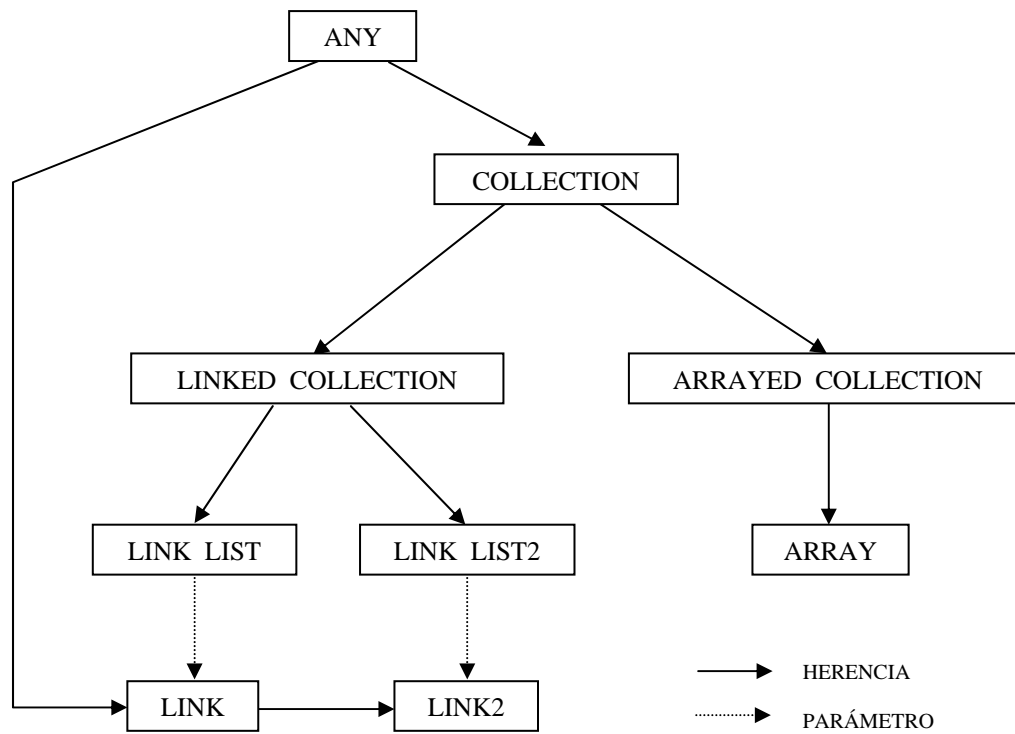 ANY
COLLECTION
LINKED COLLECTION
ARRAYED COLLECTION
LINK LIST
LINK LIST2
ARRAY
LINK
LINK2
HERENCIA
PARÁMETRO